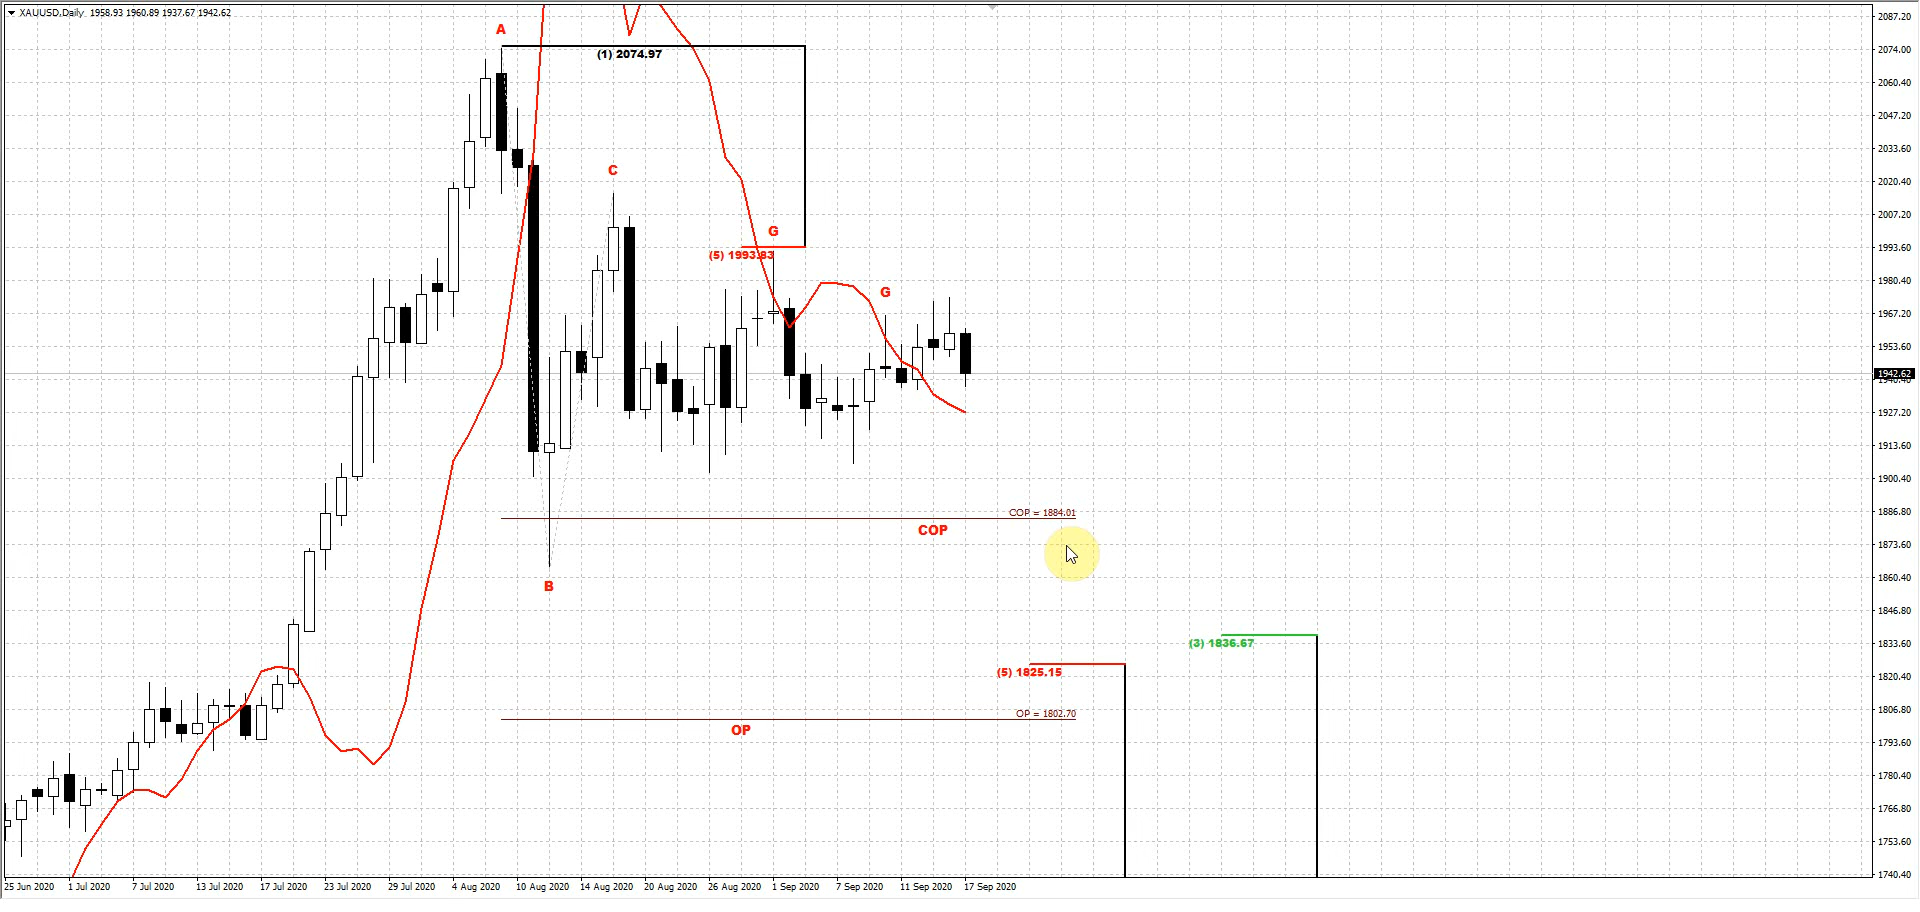 XAUUSD,Daily 1958.93 1960.89 1937.67 1942.62
2087.20
A
2074.00
(1) 2074.97
2060.40
2047.20
2033.60
C
2020.40
2007.20
G
1993.60
(5) 1993.83
1980.40
G
1967.20
1953.60
1942.62
1940.40
1927.20
1913.60
1900.40
COP = 1884.01
1886.80
COP
1873.60
B
1860.40
1846.80
(3) 1836.67
1833.60
(5) 1825.15
1820.40
OP = 1802.70
1806.80
OP
1793.60
1780.40
1766.80
1753.60
1740.40
25 Jun 2020 1 Jul 2020 7 Jul 2020 13 Jul 2020 17 Jul 2020 23 Jul 2020 29 Jul 2020 4 Aug 2020 10 Aug 2020 14 Aug 2020 20 Aug 2020 26 Aug 2020 1 Sep 2020 7 Sep 2020 11 Sep 2020 17 Sep 2020